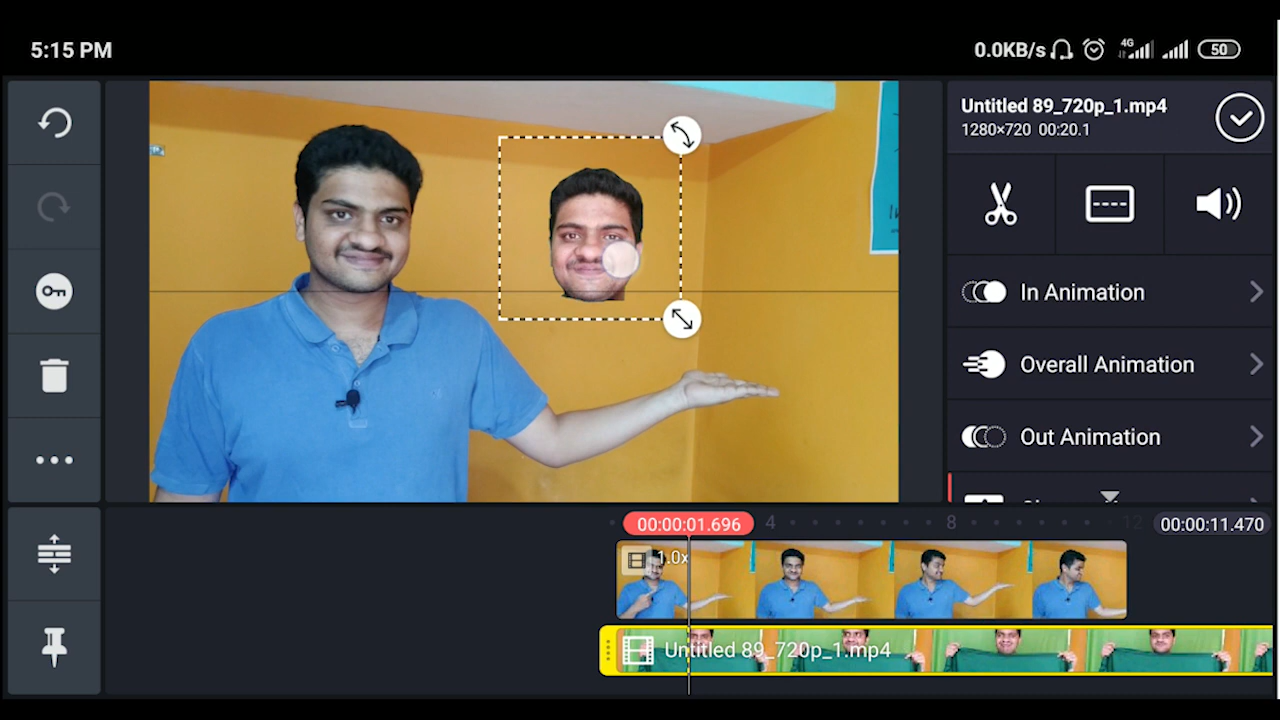 5:15 PM
0.0KB/s
4G
50
Untitled 89_720p_1.mp4
1280×720 00:20.1
In Animation
Overall Animation
Out Animation
00:00:01.696
4
8
12
00:00:11.470
1.0x
Untitled 89_720p_1.mp4